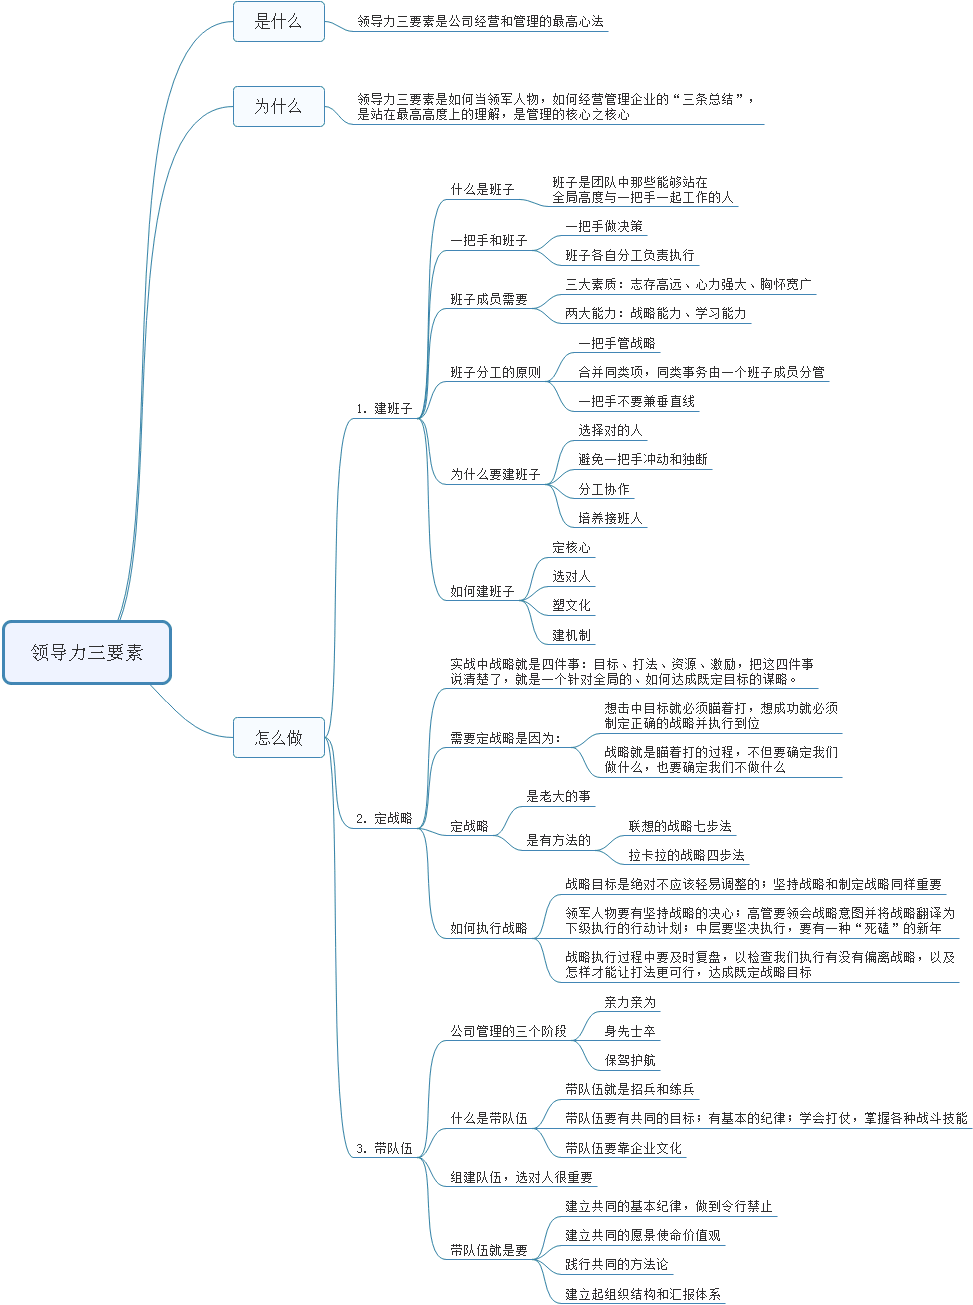 是什么
领导力三要素是公司经营和管理的最高心法
为什么
领导力三要素是如何当领军人物，如何经营管理企业的“三条总结”，
是站在最高高度上的理解，是管理的核心之核心
什么是班子
班子是团队中那些能够站在
全局高度与一把手一起工作的人
一把手和班子
一把手做决策
班子各自分工负责执行
班子成员需要
三大素质：志存高远、心力强大、胸怀宽广
两大能力：战略能力、学习能力
班子分工的原则
一把手管战略
合并同类项，同类事务由一个班子成员分管
一把手不要兼垂直线
1. 建班子
为什么要建班子
选择对的人
避免一把手冲动和独断
分工协作
培养接班人
如何建班子
定核心
选对人
塑文化
建机制
领导力三要素
怎么做
实战中战略就是四件事：目标、打法、资源、激励，把这四件事
说清楚了，就是一个针对全局的、如何达成既定目标的谋略。
需要定战略是因为：
想击中目标就必须瞄着打，想成功就必须
制定正确的战略并执行到位
战略就是瞄着打的过程，不但要确定我们
做什么，也要确定我们不做什么
2. 定战略
定战略
是老大的事
是有方法的
联想的战略七步法
拉卡拉的战略四步法
如何执行战略
战略目标是绝对不应该轻易调整的；坚持战略和制定战略同样重要
领军人物要有坚持战略的决心；高管要领会战略意图并将战略翻译为
下级执行的行动计划；中层要坚决执行，要有一种“死磕”的新年
战略执行过程中要及时复盘，以检查我们执行有没有偏离战略，以及
怎样才能让打法更可行，达成既定战略目标
3. 带队伍
公司管理的三个阶段
亲力亲为
身先士卒
保驾护航
什么是带队伍
带队伍就是招兵和练兵
带队伍要有共同的目标；有基本的纪律；学会打仗，掌握各种战斗技能
带队伍要靠企业文化
组建队伍，选对人很重要
带队伍就是要
建立共同的基本纪律，做到令行禁止
建立共同的愿景使命价值观
践行共同的方法论
建立起组织结构和汇报体系